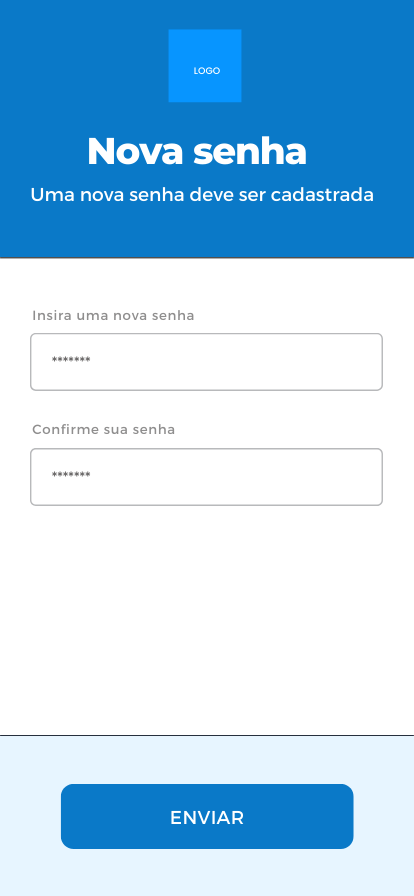 LOGO
Nova senha
Uma nova senha deve ser cadastrada
Insira uma nova senha
*******
Confirme sua senha
*******
ENVIAR